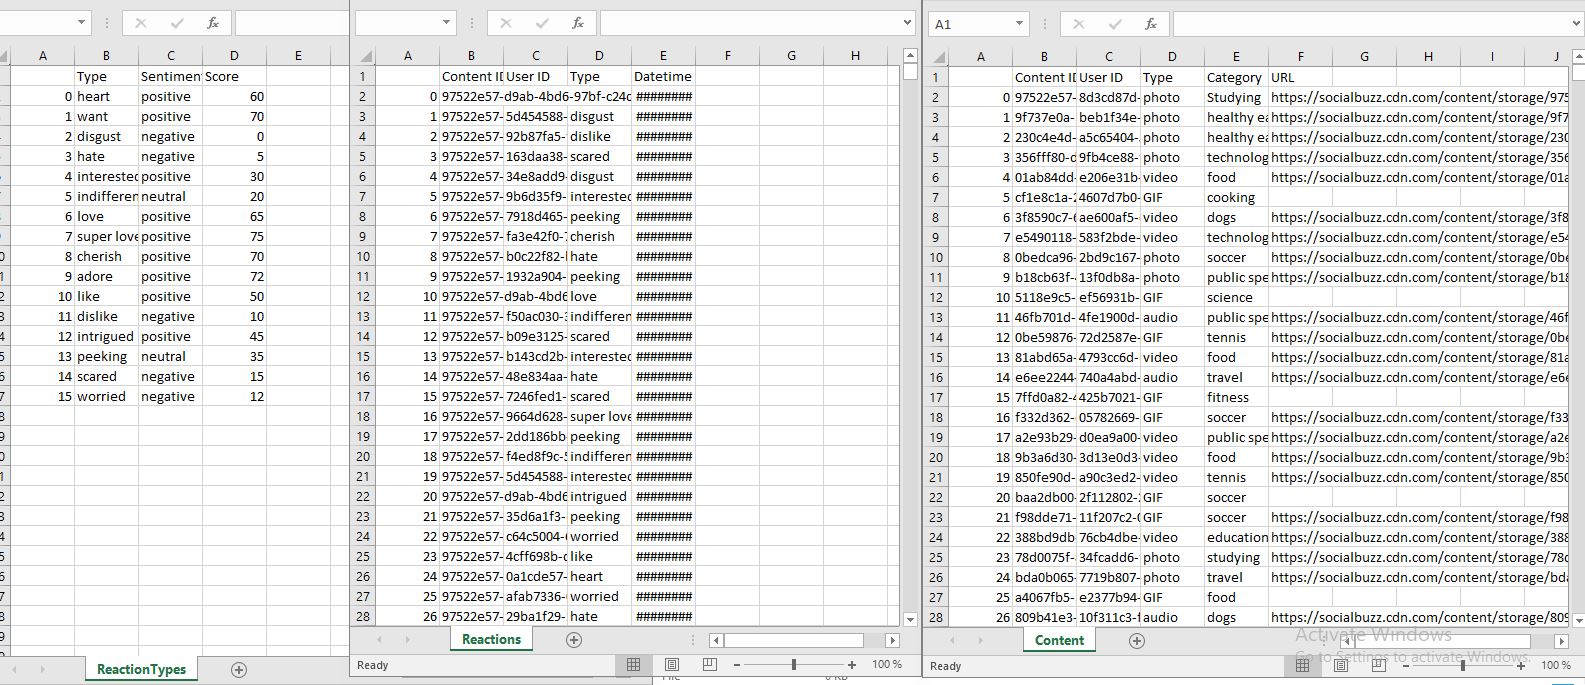 A B C D E
Type Sentimen Score
0 heart positive 60
1 want positive 70
2 disgust negative 0
3 hate negative 5
4 interested positive 30
5 indifferen neutral 20
6 love positive 65
7 super love positive 75
8 cherish positive 70
9 adore positive 72
10 like positive 50
11 dislike negative 10
12 intrigued positive 45
13 peeking neutral 35
14 scared negative 15
15 worried negative 12
ReactionTypes
A B C D E F G H
1 Content ID User ID Type Datetime
2 0 97522e57-d9ab-4bd6-97bf-c24c ########
3 1 97522e57- 5d454588- disgust ########
4 2 97522e57- 92b87fa5- dislike ########
5 3 97522e57- 163daa38- scared ########
6 4 97522e57- 34e8add9- disgust ########
7 5 97522e57- 9b6d35f9- interested ########
8 6 97522e57- 7918d465- peeking ########
9 7 97522e57- fa3e42f0- cherish ########
10 8 97522e57- b0c22f82- hate ########
11 9 97522e57- 1932a904- peeking ########
12 10 97522e57- d9ab-4bd6 love ########
13 11 97522e57- f50ac030- indifferen ########
14 12 97522e57- b09e3125- scared ########
15 13 97522e57- b143cd2b- interested ########
16 14 97522e57- 48e834aa- hate ########
17 15 97522e57- 7246fed1- scared ########
18 16 97522e57- 9664d628- super love ########
19 17 97522e57- 2dd186bb peeking ########
20 18 97522e57- f4ed8f9c- indifferen ########
21 19 97522e57- 5d454588- interested ########
22 20 97522e57- d9ab-4bd6 intrigued ########
23 21 97522e57- 35d6a1f3- peeking ########
24 22 97522e57- c64c5004- worried ########
25 23 97522e57- 4cff698b- like ########
26 24 97522e57- 0a1cde57- heart ########
27 25 97522e57- afab7336- worried ########
28 26 97522e57- 29ba1f29- hate ########
Reactions
Ready 100 %
A1
A B C D E F G H I J
1 Content ID User ID Type Category URL
2 0 97522e57- 8d3cd87d- photo Studying https://socialbuzz.cdn.com/content/storage/975
3 1 9f737e0a- beb1f34e- photo healthy ea https://socialbuzz.cdn.com/content/storage/9f7
4 2 230c4e4d- a5c65404- photo healthy ea https://socialbuzz.cdn.com/content/storage/230
5 3 356fff80-d 9fb4ce88- photo technolog https://socialbuzz.cdn.com/content/storage/356
6 4 01ab84dd- e206e31b- video food https://socialbuzz.cdn.com/content/storage/01a
7 5 cf1e8c1a-2 4607d7b0- GIF cooking
8 6 3f8590c7- ae600af5- video dogs https://socialbuzz.cdn.com/content/storage/3f8
9 7 e5490118- 583f2bde- video technolog https://socialbuzz.cdn.com/content/storage/e54
10 8 0bedca96- 2bd9c167- photo soccer https://socialbuzz.cdn.com/content/storage/0be
11 9 b18cb63f- 13f0db8a- photo public spe https://socialbuzz.cdn.com/content/storage/b18
12 10 5118e9c5- ef56931b- GIF science
13 11 46fb701d- 4fe1900d- audio public spe https://socialbuzz.cdn.com/content/storage/46f
14 12 0be59876- 72d2587e- GIF tennis https://socialbuzz.cdn.com/content/storage/0be
15 13 81abd65a- 4793cc6d- video food https://socialbuzz.cdn.com/content/storage/81a
16 14 e6ee2244- 740a4abd- audio travel https://socialbuzz.cdn.com/content/storage/e6e
17 15 7ffd0a82- 425b7021- GIF fitness
18 16 f332d362- 05782669- GIF soccer https://socialbuzz.cdn.com/content/storage/f33
19 17 a2e93b29- d0ea9a00- video public spe https://socialbuzz.cdn.com/content/storage/a2e
20 18 9b3a6d30- 3d13e0d3- video food https://socialbuzz.cdn.com/content/storage/9b3
21 19 850fe90d- a90c3ed2- video tennis https://socialbuzz.cdn.com/content/storage/850
22 20 baa2db00- 2f112802- GIF soccer
23 21 f98dde71- 11f207c2- GIF soccer https://socialbuzz.cdn.com/content/storage/f98
24 22 388bd9db- 76cb4dbe- video education https://socialbuzz.cdn.com/content/storage/388
25 23 78d0075f- 34fcadd6- photo studying https://socialbuzz.cdn.com/content/storage/78d
26 24 bda0b065- 7719b807- photo travel https://socialbuzz.cdn.com/content/storage/bda
27 25 a4067fb5- e2377b94- GIF food
28 26 809b41e3- 10f311c3-f audio dogs https://socialbuzz.cdn.com/content/storage/809
Activate Windows
Go to Settings to activate Windows.
Content
Ready 100 %